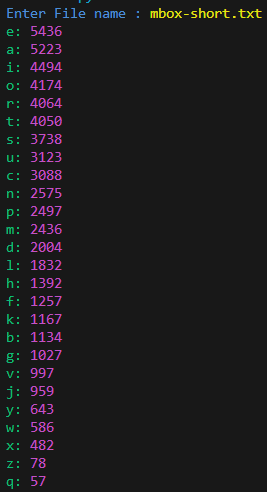 Enter File name : mbox-short.txt
e: 5436
a: 5223
i: 4494
o: 4174
r: 4064
t: 4050
s: 3738
u: 3123
c: 3088
n: 2575
p: 2497
m: 2436
d: 2004
l: 1832
h: 1392
f: 1257
k: 1167
b: 1134
g: 1027
v: 997
j: 959
y: 643
w: 586
x: 482
z: 78
q: 57